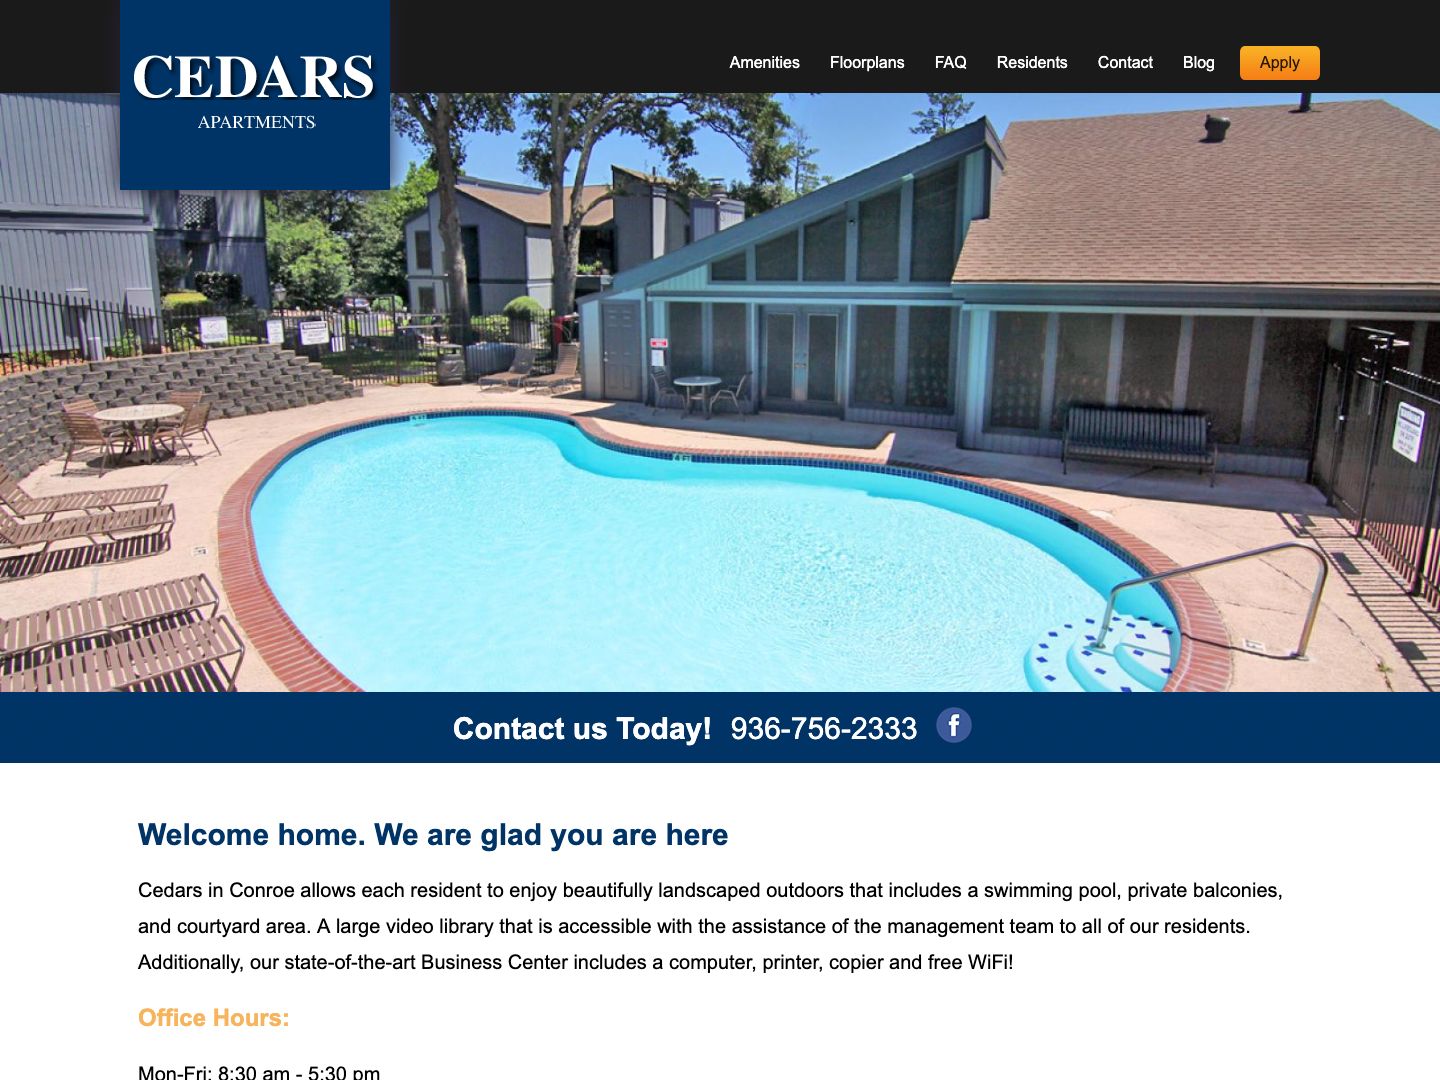 CEDARS
APARTMENTS
Amenities Floorplans FAQ Residents Contact Blog Apply
WARNING
WARNING
Contact us Today! 936-756-2333 f
Welcome home. We are glad you are here
Cedars in Conroe allows each resident to enjoy beautifully landscaped outdoors that includes a swimming pool, private balconies,
and courtyard area. A large video library that is accessible with the assistance of the management team to all of our residents.
Additionally, our state-of-the-art Business Center includes a computer, printer, copier and free WiFi!
Office Hours:
Mon-Fri: 8:30 am - 5:30 pm